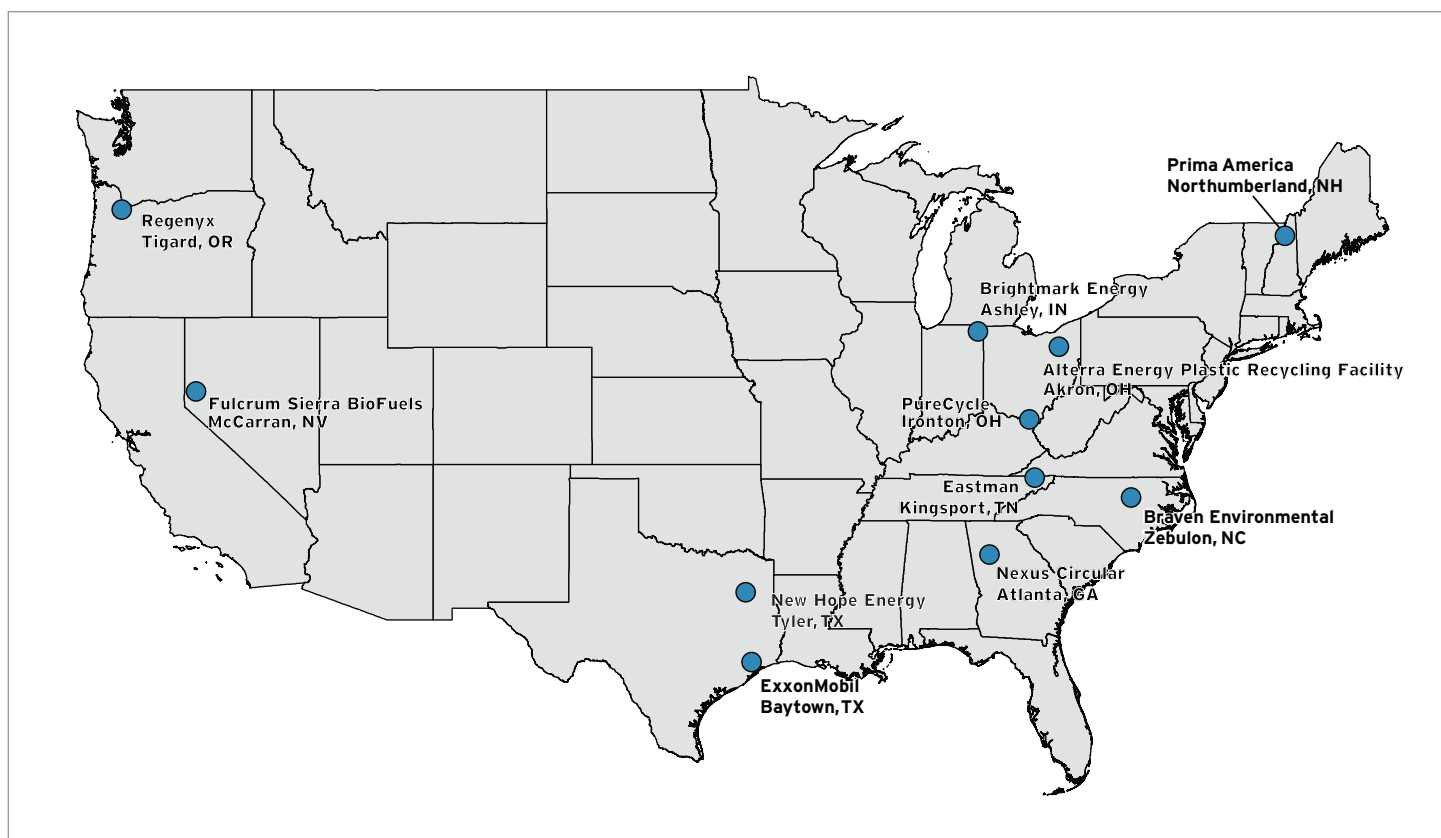 Prima America
Northumberland, NH
Regenyx
Tigard, OR
Brightmark Energy
Ashley, IN
Alterra Energy Plastic Recycling Facility
Akron, OH
Fulcrum Sierra BioFuels
McCarran, NV
PureCycle
Ironton, OH
Eastman
Kingsport, TN
Braven Environmental
Zebulon, NC
Nexus Circular
Atlanta, GA
New Hope Energy
Tyler, TX
ExxonMobil
Baytown, TX